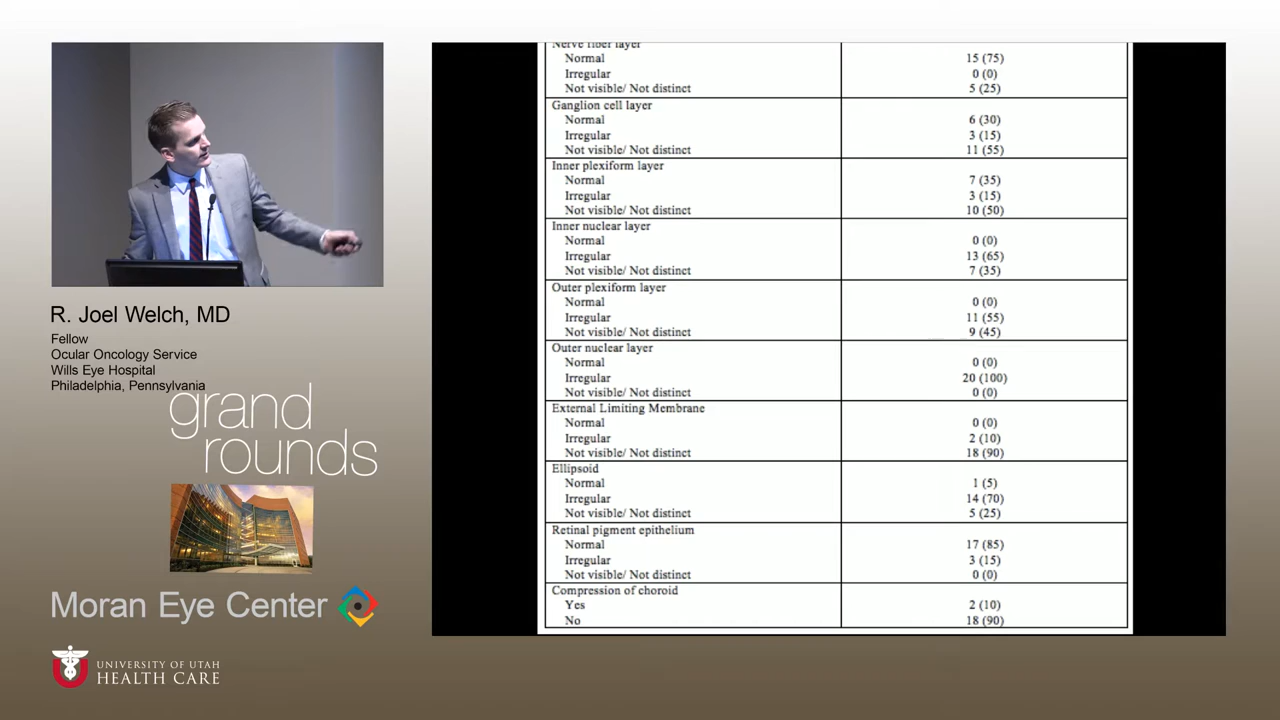 Nerve fiber layer
Normal 15 (75)
Irregular 0 (0)
Not visible/ Not distinct 5 (25)
Ganglion cell layer
Normal 6 (30)
Irregular 3 (15)
Not visible/ Not distinct 11 (55)
Inner plexiform layer
Normal 7 (35)
Irregular 3 (15)
Not visible/ Not distinct 10 (50)
Inner nuclear layer
Normal 0 (0)
Irregular 13 (65)
Not visible/ Not distinct 7 (35)
Outer plexiform layer
Normal 0 (0)
Irregular 11 (55)
Not visible/ Not distinct 9 (45)
Outer nuclear layer
Normal 0 (0)
Irregular 20 (100)
Not visible/ Not distinct 0 (0)
External Limiting Membrane
Normal 0 (0)
Irregular 2 (10)
Not visible/ Not distinct 18 (90)
Ellipsoid
Normal 1 (5)
Irregular 14 (70)
Not visible/ Not distinct 5 (25)
Retinal pigment epithelium
Normal 17 (85)
Irregular 3 (15)
Not visible/ Not distinct 0 (0)
Compression of choroid
Yes 2 (10)
No 18 (90)
R. Joel Welch, MD
Fellow
Ocular Oncology Service
Wills Eye Hospital
Philadelphia, Pennsylvania
grand
rounds
Moran Eye Center
UNIVERSITY OF UTAH
HEALTH CARE